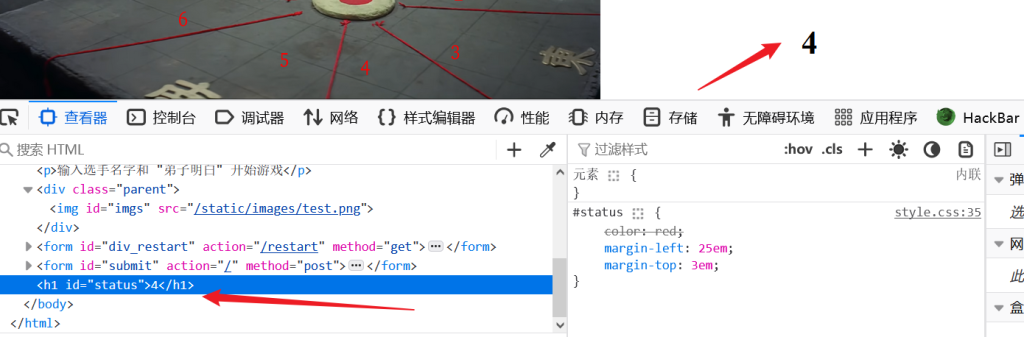 6
5
4
3
東
4
查看器 控制台 调试器 网络 样式编辑器 性能 内存 存储 无障碍环境 应用程序 HackBar
搜索 HTML
<p>输入选手名字和 "弟子明白" 开始游戏</p>
<div class="parent">
<img id="imgs" src="/static/images/test.png">
</div>
<form id="div_restart" action="/restart" method="get"> ••• </form>
<form id="submit" action="/" method="post"> ••• </form>
<h1 id="status">4</h1>
</body>
</html>
过滤样式 :hov .cls
元素 { 内联
}
#status { style.css:35
color: red;
margin-left: 25em;
margin-top: 3em;
}
弹
选
网
此
盒